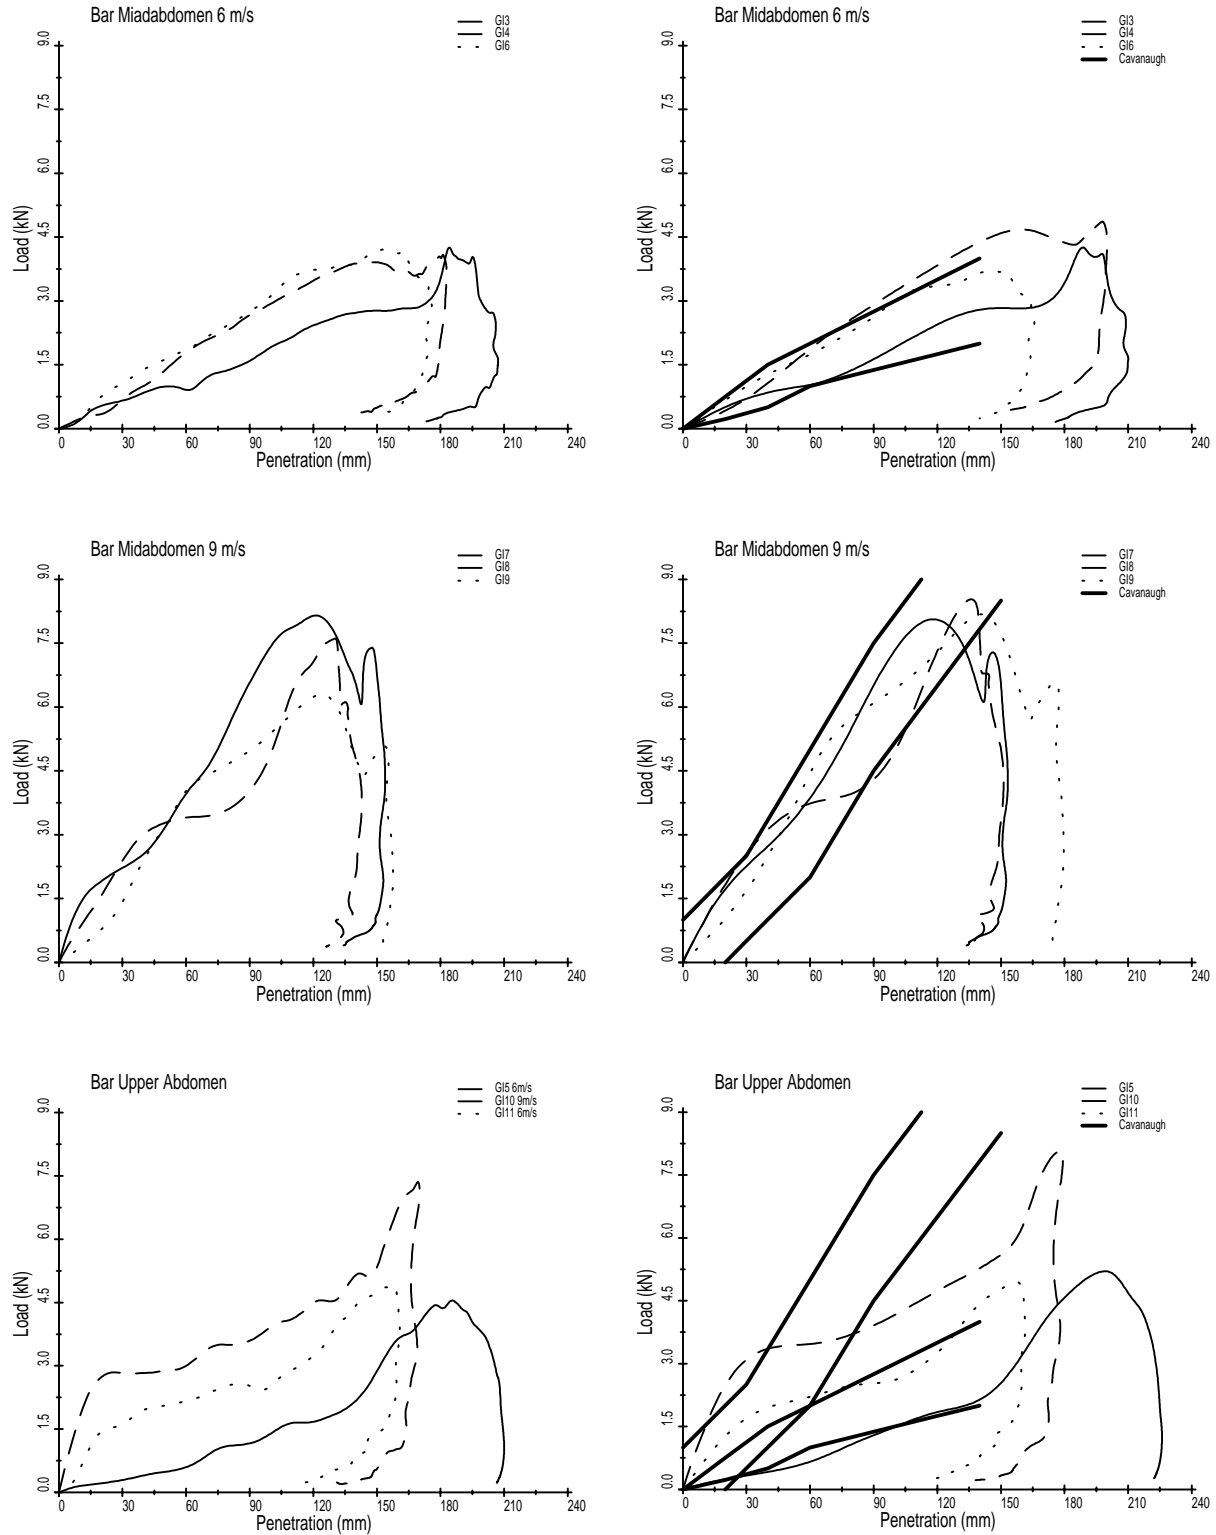 Bar Miadabdomen 6 m/s
GI3
GI4
GI6
9.0
7.5
6.0
4.5
3.0
1.5
0.0
Load (kN)
0 30 60 90 120 150 180 210 240
Penetration (mm)
Bar Midabdomen 6 m/s
GI3
GI4
GI6
Cavanaugh
9.0
7.5
6.0
4.5
3.0
1.5
0.0
Load (kN)
0 30 60 90 120 150 180 210 240
Penetration (mm)
Bar Midabdomen 9 m/s
GI7
GI8
GI9
9.0
7.5
6.0
4.5
3.0
1.5
0.0
Load (kN)
0 30 60 90 120 150 180 210 240
Penetration (mm)
Bar Midabdomen 9 m/s
GI7
GI8
GI9
Cavanaugh
9.0
7.5
6.0
4.5
3.0
1.5
0.0
Load (kN)
0 30 60 90 120 150 180 210 240
Penetration (mm)
Bar Upper Abdomen
GI5 6m/s
GI10 9m/s
GI11 6m/s
9.0
7.5
6.0
4.5
3.0
1.5
0.0
Load (kN)
0 30 60 90 120 150 180 210 240
Penetration (mm)
Bar Upper Abdomen
GI5
GI10
GI11
Cavanaugh
9.0
7.5
6.0
4.5
3.0
1.5
0.0
Load (kN)
0 30 60 90 120 150 180 210 240
Penetration (mm)